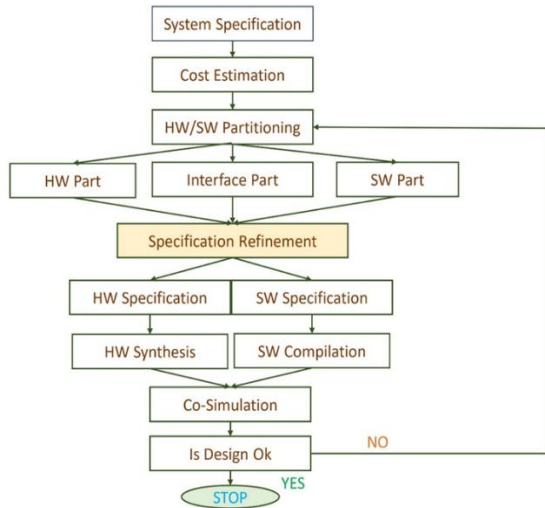 System Specification
Cost Estimation
HW/SW Partitioning
HW Part
Interface Part
SW Part
Specification Refinement
HW Specification
SW Specification
HW Synthesis
SW Compilation
Co-Simulation
Is Design Ok
NO
YES
STOP